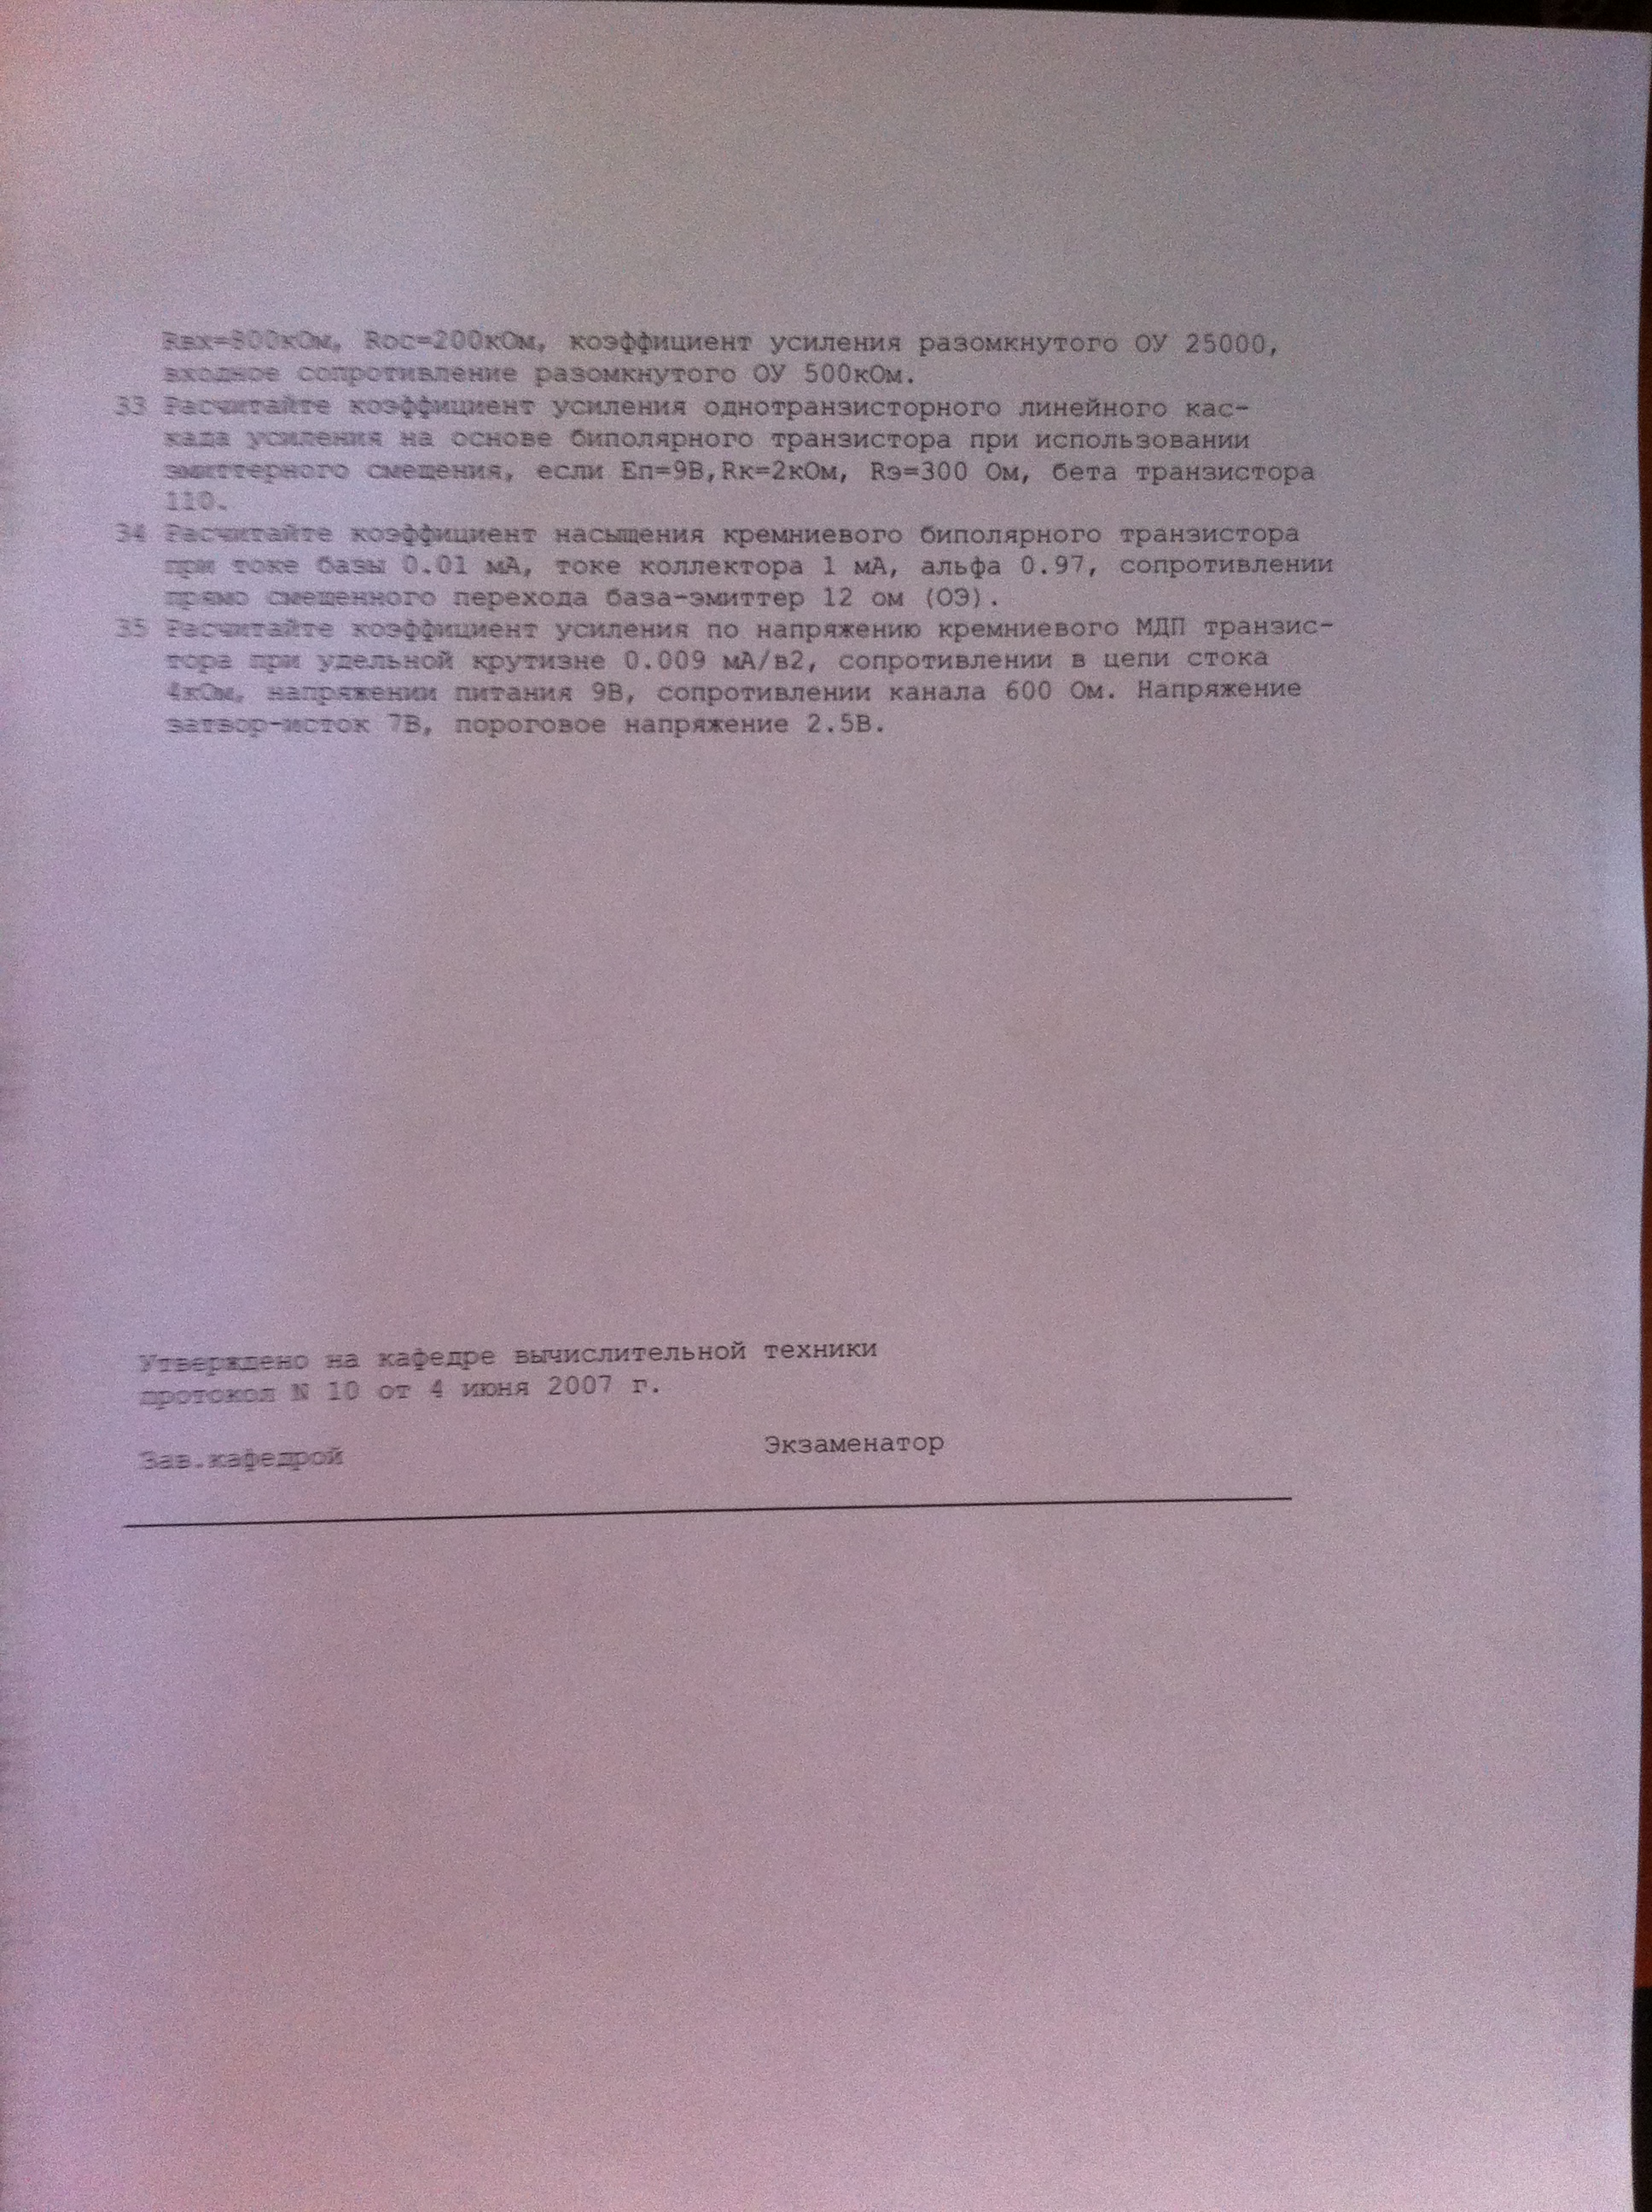 Rвх=800кОм, Rос=200кОм, коэффициент усиления разомкнутого ОУ 25000,
входное сопротивление разомкнутого ОУ 500кОм.
33 Расчитайте коэффициент усиления однотранзисторного линейного кас-
када усиления на основе биполярного транзистора при использовании
эмиттерного смещения, если Еп=9В,Rк=2кОм, Rэ=300 Ом, бета транзистора
110.
34 Расчитайте коэффициент насыщения кремниевого биполярного транзистора
при токе базы 0.01 мА, токе коллектора 1 мА, альфа 0.97, сопротивлении
прямо смещенного перехода база-эмиттер 12 ом (ОЭ).
35 Расчитайте коэффициент усиления по напряжению кремниевого МДП транзис-
тора при удельной крутизне 0.009 мА/в2, сопротивлении в цепи стока
4кОм, напряжении питания 9В, сопротивлении канала 600 Ом. Напряжение
затвор-исток 7В, пороговое напряжение 2.5В.
Утверждено на кафедре вычислительной техники
протокол N 10 от 4 июня 2007 г.
Зав.кафедрой Экзаменатор